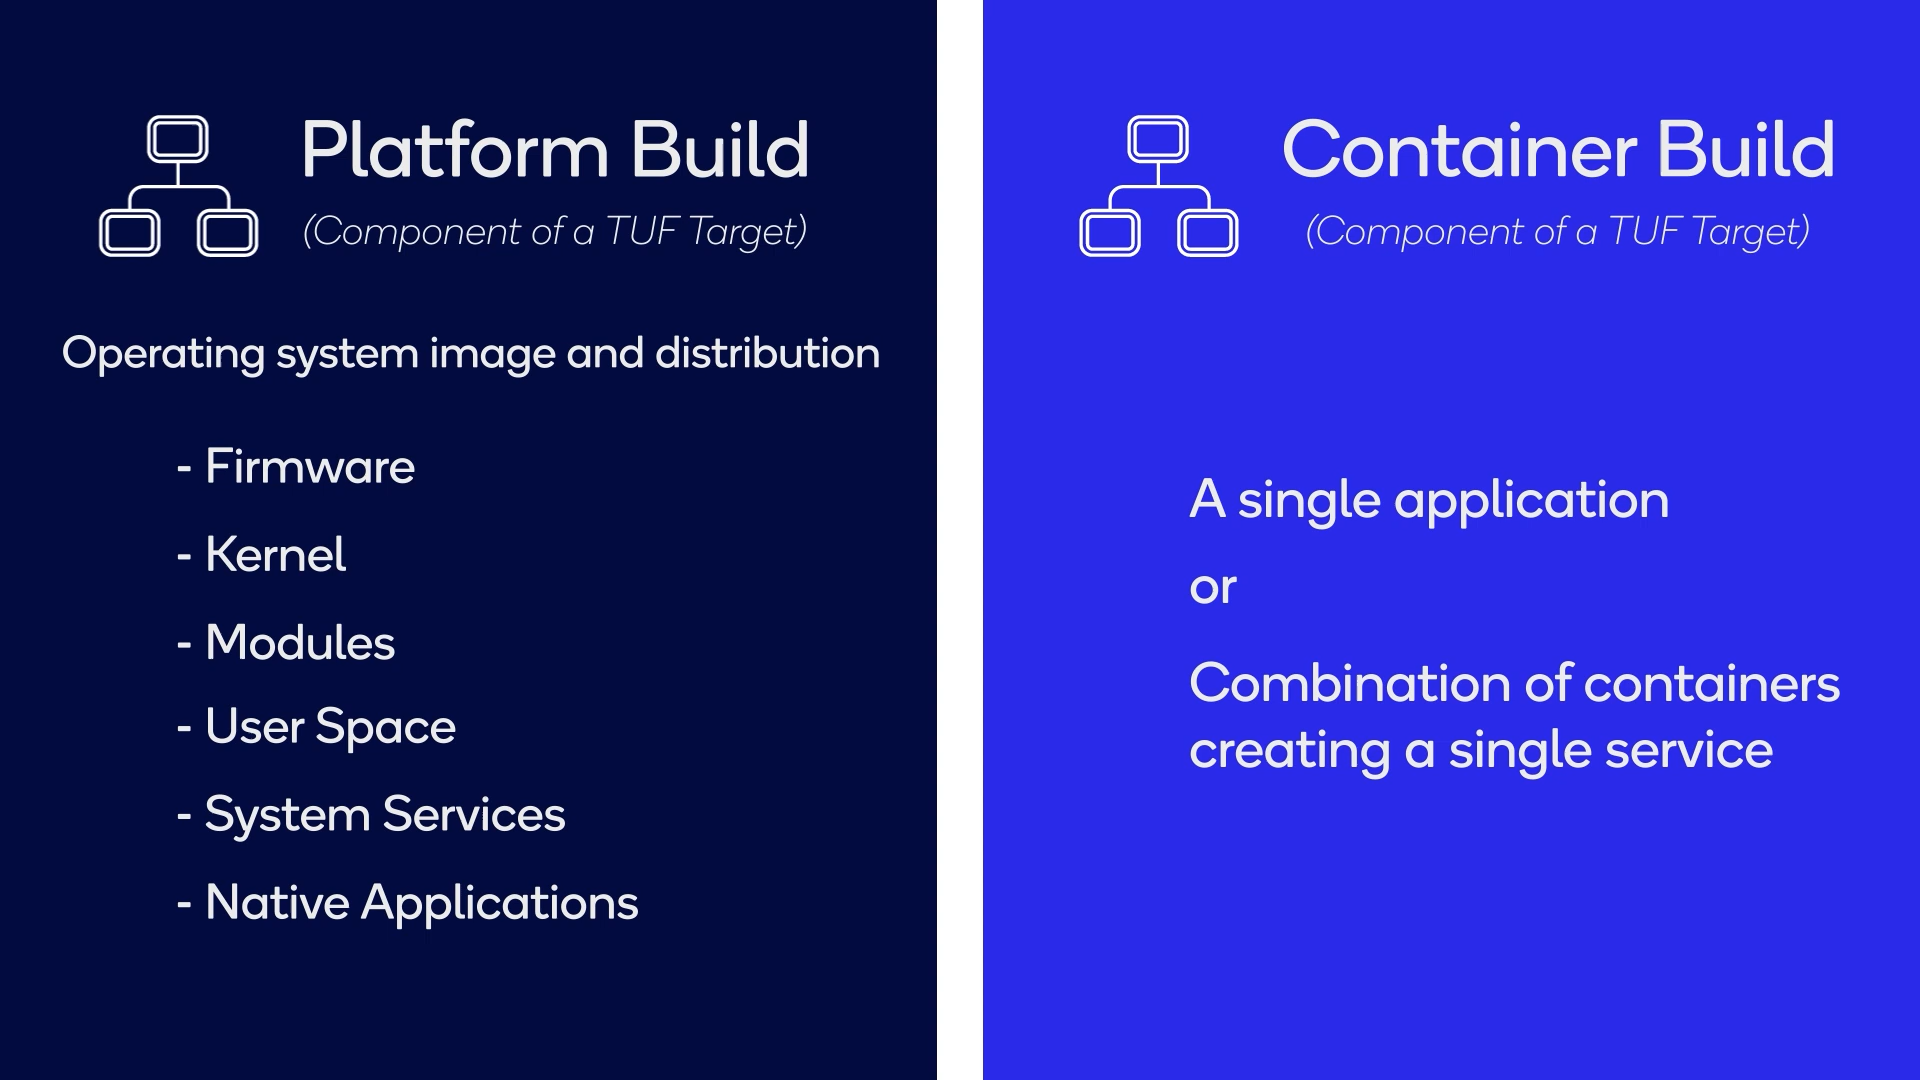 Platform Build
(Component of a TUF Target)
Operating system image and distribution
- Firmware
- Kernel
- Modules
- User Space
- System Services
- Native Applications
Container Build
(Component of a TUF Target)
A single application
or
Combination of containers
creating a single service